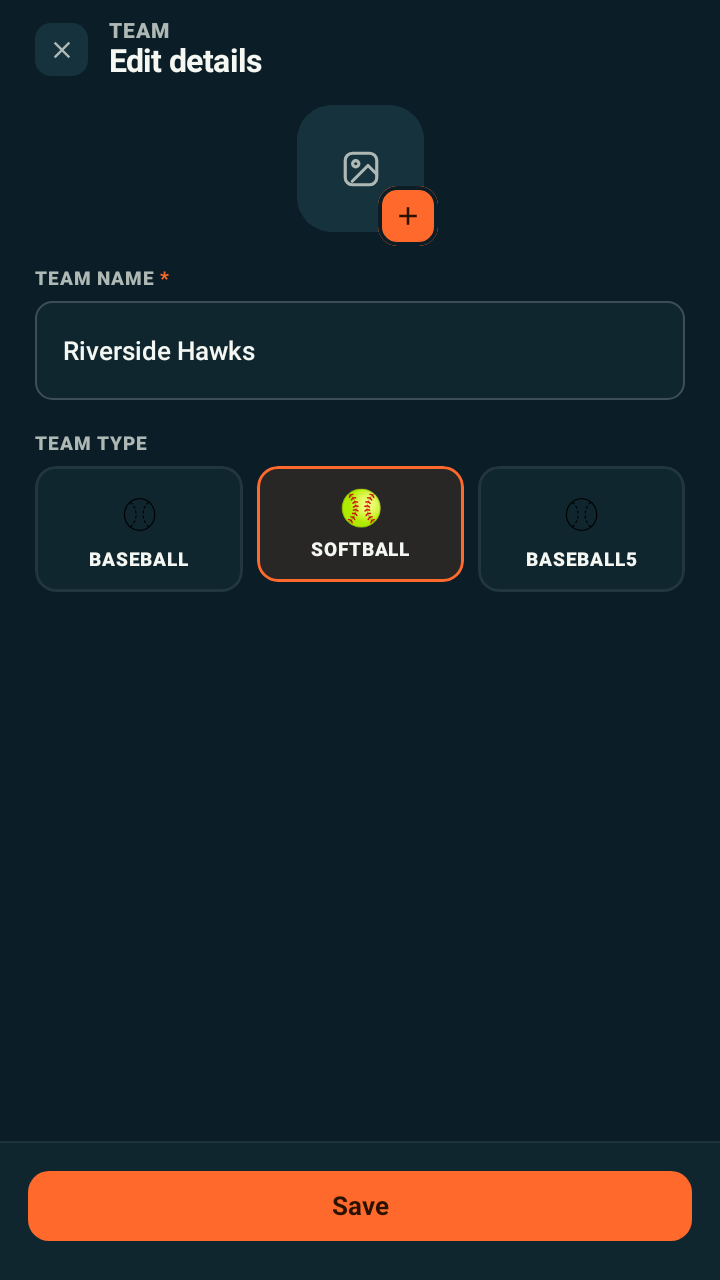 TEAM
Edit details
TEAM NAME *
Riverside Hawks
TEAM TYPE
BASEBALL
SOFTBALL
BASEBALL5
Save